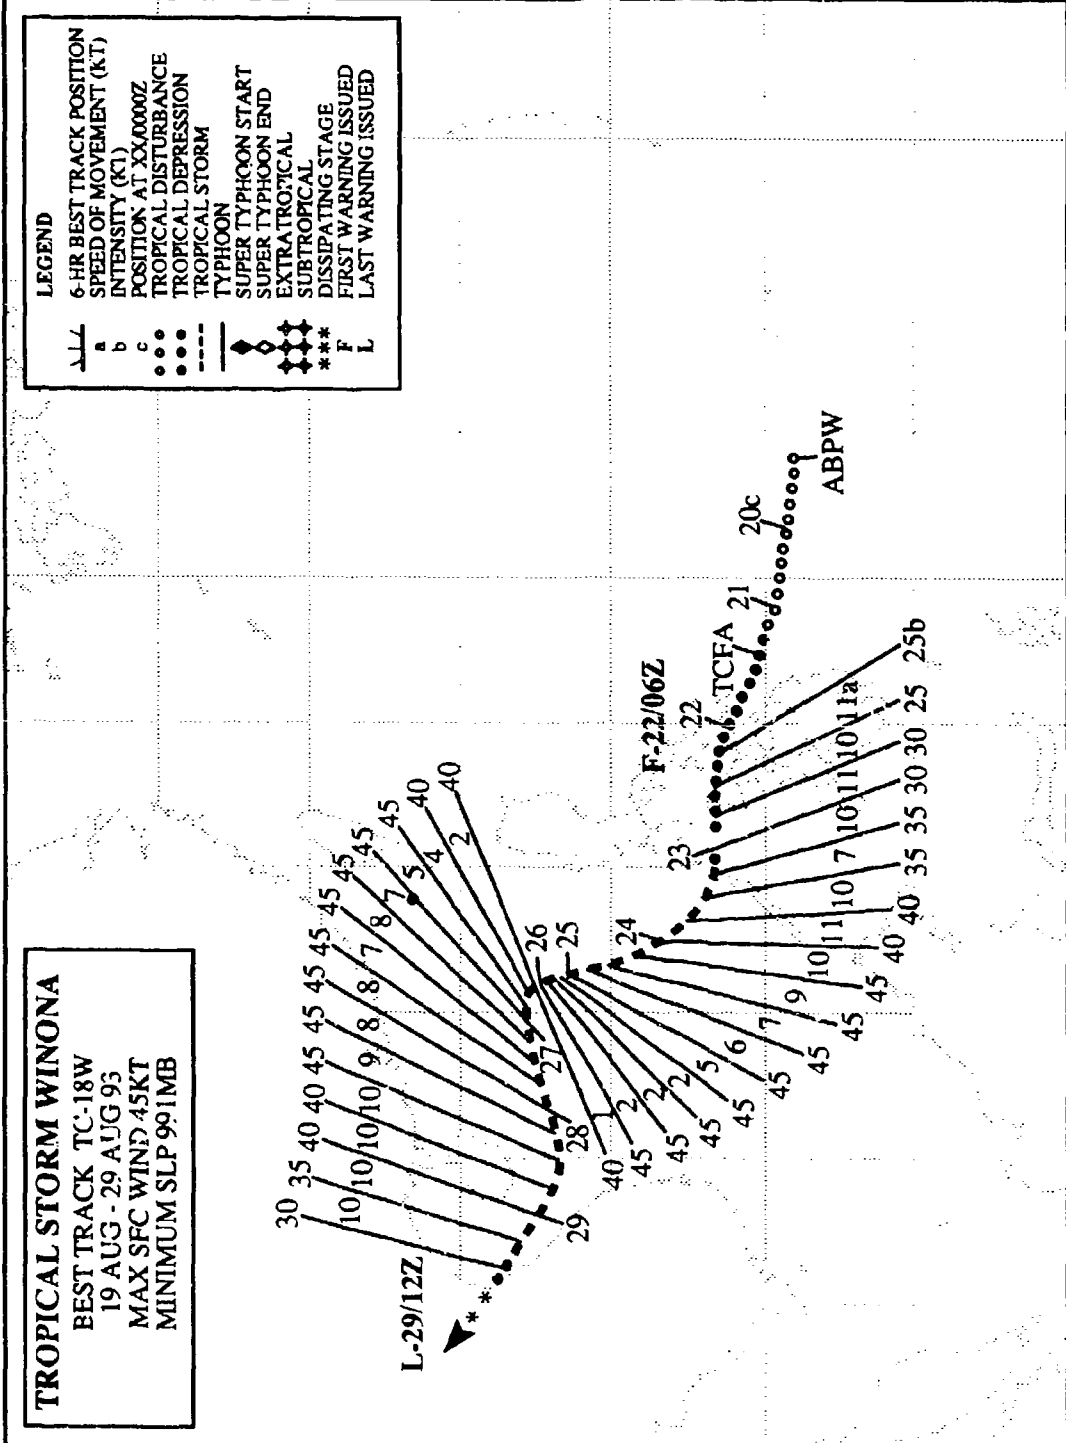 TROPICAL STORM WINONA
BEST TRACK TC-18W
19 AUG - 29 AUG 93
MAX SFC WIND 45KT
MINIMUM SLP 991MB
LEGEND
6-HR BEST TRACK POSITION
a SPEED OF MOVEMENT (KT)
b INTENSITY (KT)
c POSITION AT XX/0000Z
TROPICAL DISTURBANCE
TROPICAL DEPRESSION
TROPICAL STORM
TYPHOON
SUPER TYPHOON START
SUPER TYPHOON END
EXTRATROPICAL
SUBTROPICAL
*** DISSIPATING STAGE
F FIRST WARNING ISSUED
L LAST WARNING ISSUED
L-29/12Z
* *
30
35
40
40
45
45
45
45
45
45
45
45
40
40
10
10
10
10
9
8
8
7
8
7
5
4
2
29
28
27
26
25
24
23
22
21
20c
F-22/06Z
TCFA
ABPW
40
45
45
45
45
45
45
45
45
40
40
35
35
30
30
25
25b
1
2
2
2
5
6
7
9
10
11
10
7
10
11
10
11a